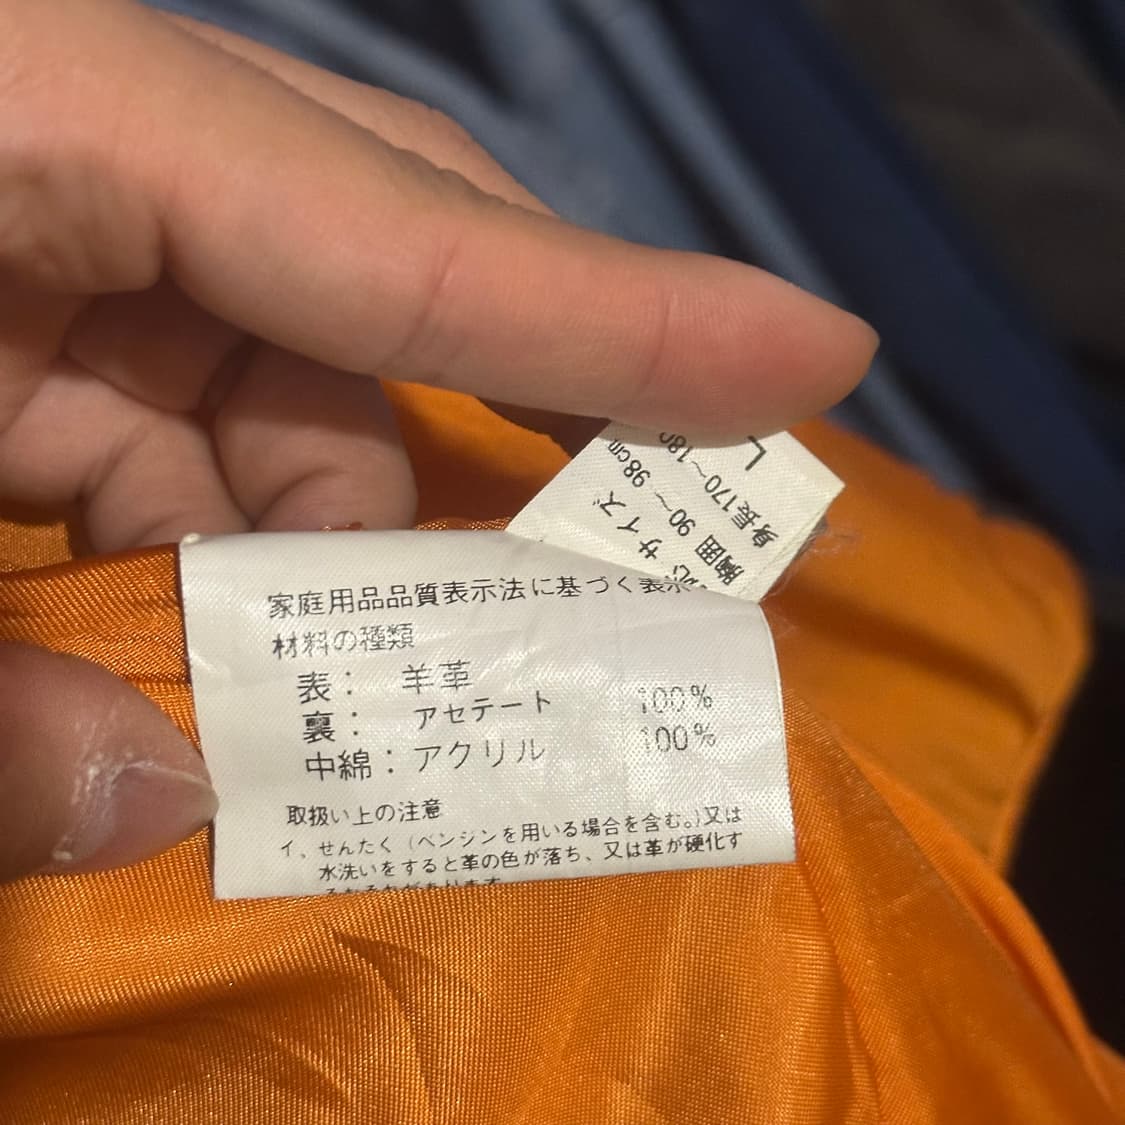 サイズ
胸囲 90～98cm
身長170～180
L
家庭用品品質表示法に基づく表示
材料の種類
表： 羊革
裏： アセテート 100%
中綿：アクリル 100%
取扱い上の注意
イ、せんたく（ベンジンを用いる場合を含む。）又は
水洗いをすると革の色が落ち、又は革が硬化す